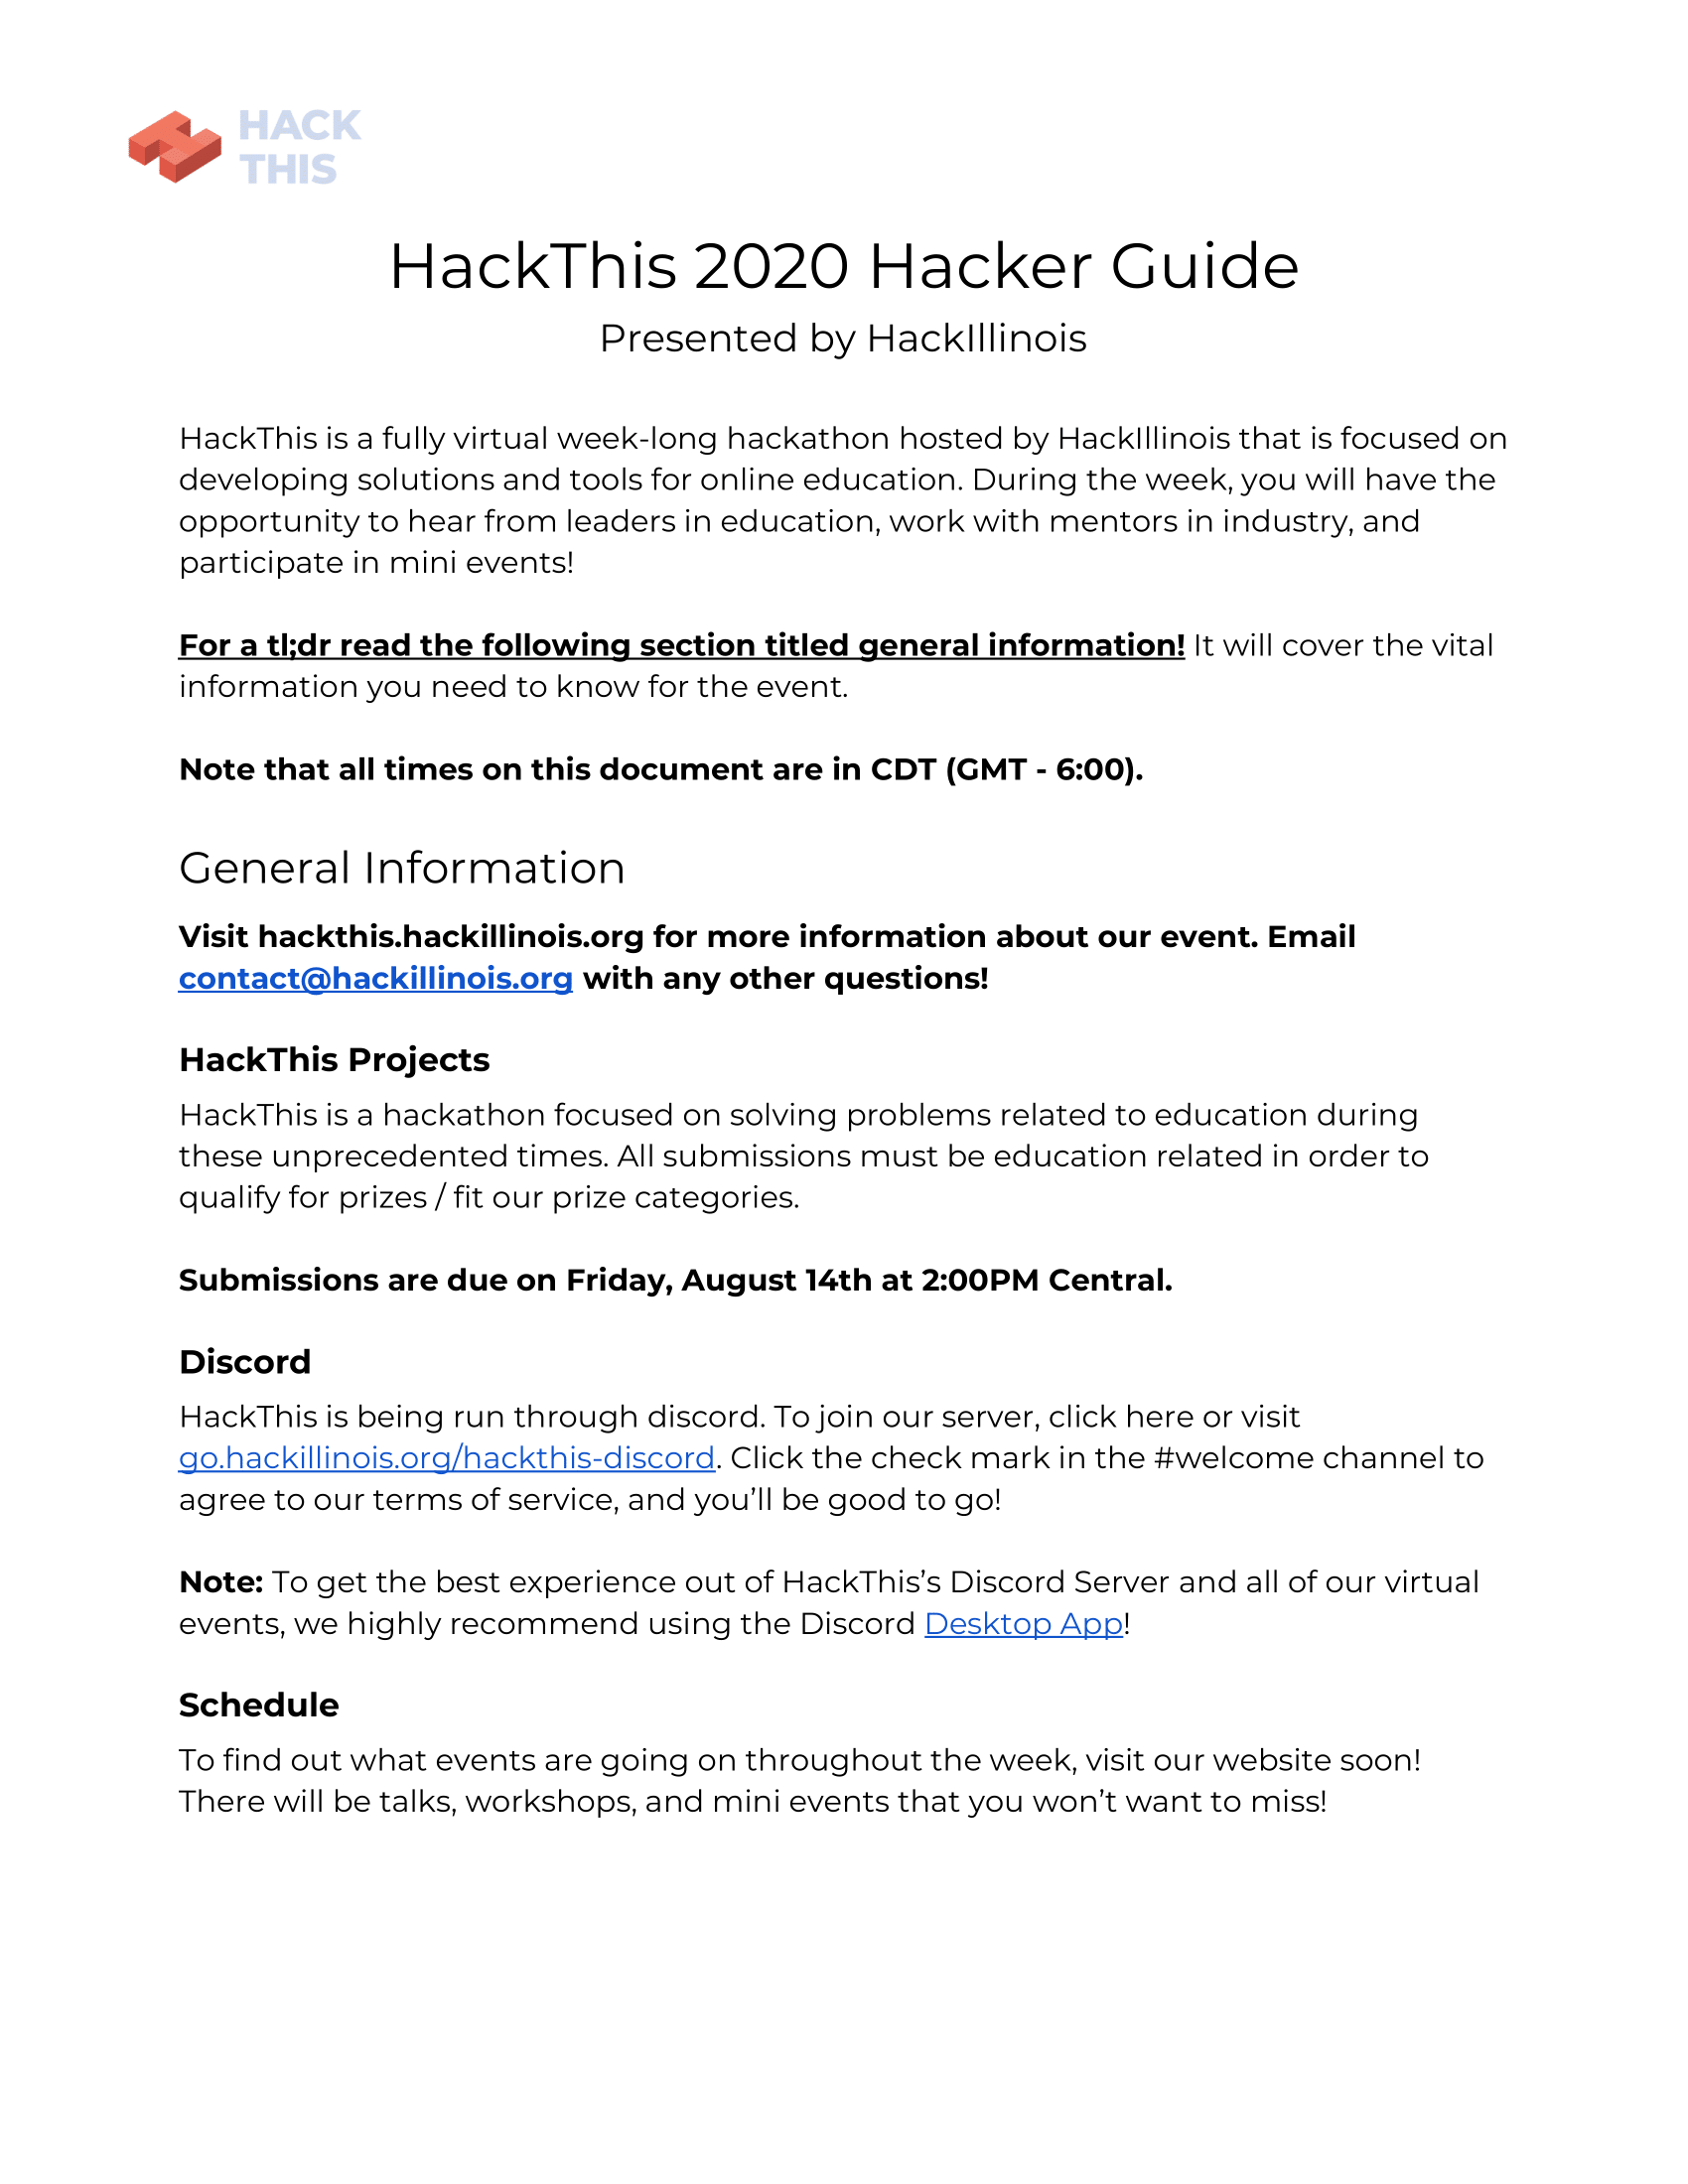 HACK
THIS
HackThis 2020 Hacker Guide
Presented by HackIllinois
HackThis is a fully virtual week-long hackathon hosted by HackIllinois that is focused on
developing solutions and tools for online education. During the week, you will have the
opportunity to hear from leaders in education, work with mentors in industry, and
participate in mini events!
For a tl;dr read the following section titled general information! It will cover the vital
information you need to know for the event.
Note that all times on this document are in CDT (GMT - 6:00).
General Information
Visit hackthis.hackillinois.org for more information about our event. Email
contact@hackillinois.org with any other questions!
HackThis Projects
HackThis is a hackathon focused on solving problems related to education during
these unprecedented times. All submissions must be education related in order to
qualify for prizes / fit our prize categories.
Submissions are due on Friday, August 14th at 2:00PM Central.
Discord
HackThis is being run through discord. To join our server, click here or visit
go.hackillinois.org/hackthis-discord. Click the check mark in the #welcome channel to
agree to our terms of service, and you’ll be good to go!
Note: To get the best experience out of HackThis’s Discord Server and all of our virtual
events, we highly recommend using the Discord Desktop App!
Schedule
To find out what events are going on throughout the week, visit our website soon!
There will be talks, workshops, and mini events that you won’t want to miss!